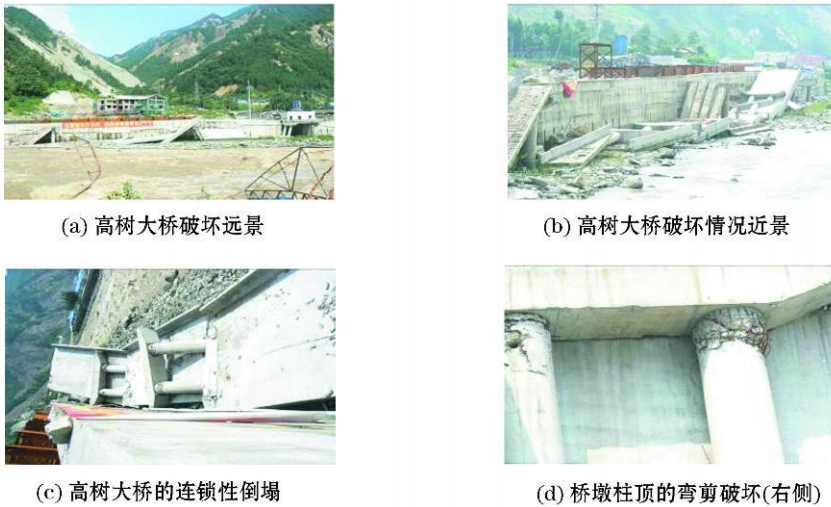 (a) 高树大桥破坏远景
(b) 高树大桥破坏情况近景
(c) 高树大桥的连锁性倒塌
(d) 桥墩柱顶的弯剪破坏(右侧)